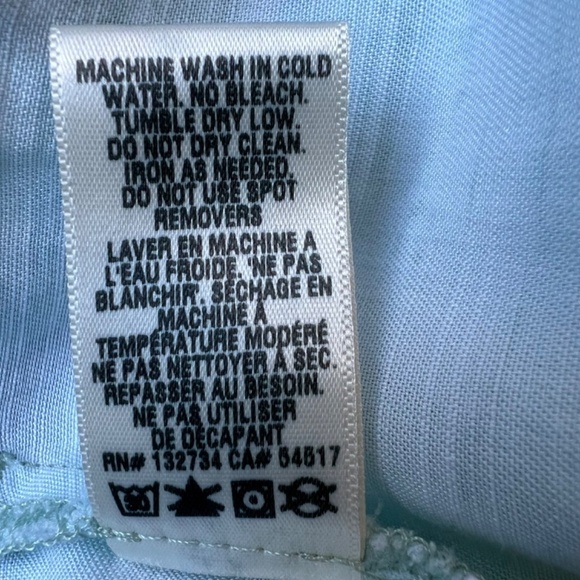 MACHINE WASH IN COLD
WATER. NO BLEACH.
TUMBLE DRY LOW.
DO NOT DRY CLEAN.
IRON AS NEEDED.
DO NOT USE SPOT
REMOVERS
LAVER EN MACHINE A
L'EAU FROIDE. 'NE PAS
BLANCHIR'. SÉCHAGE EN
MACHINE À
TEMPÉRATURE MODÉRÉ
NE PAS NETTOYER A SEC.
REPASSER AU BESOIN.
NE PAS UTILISER
DE DÉCAPANT
RN# 132734 CA# 54517